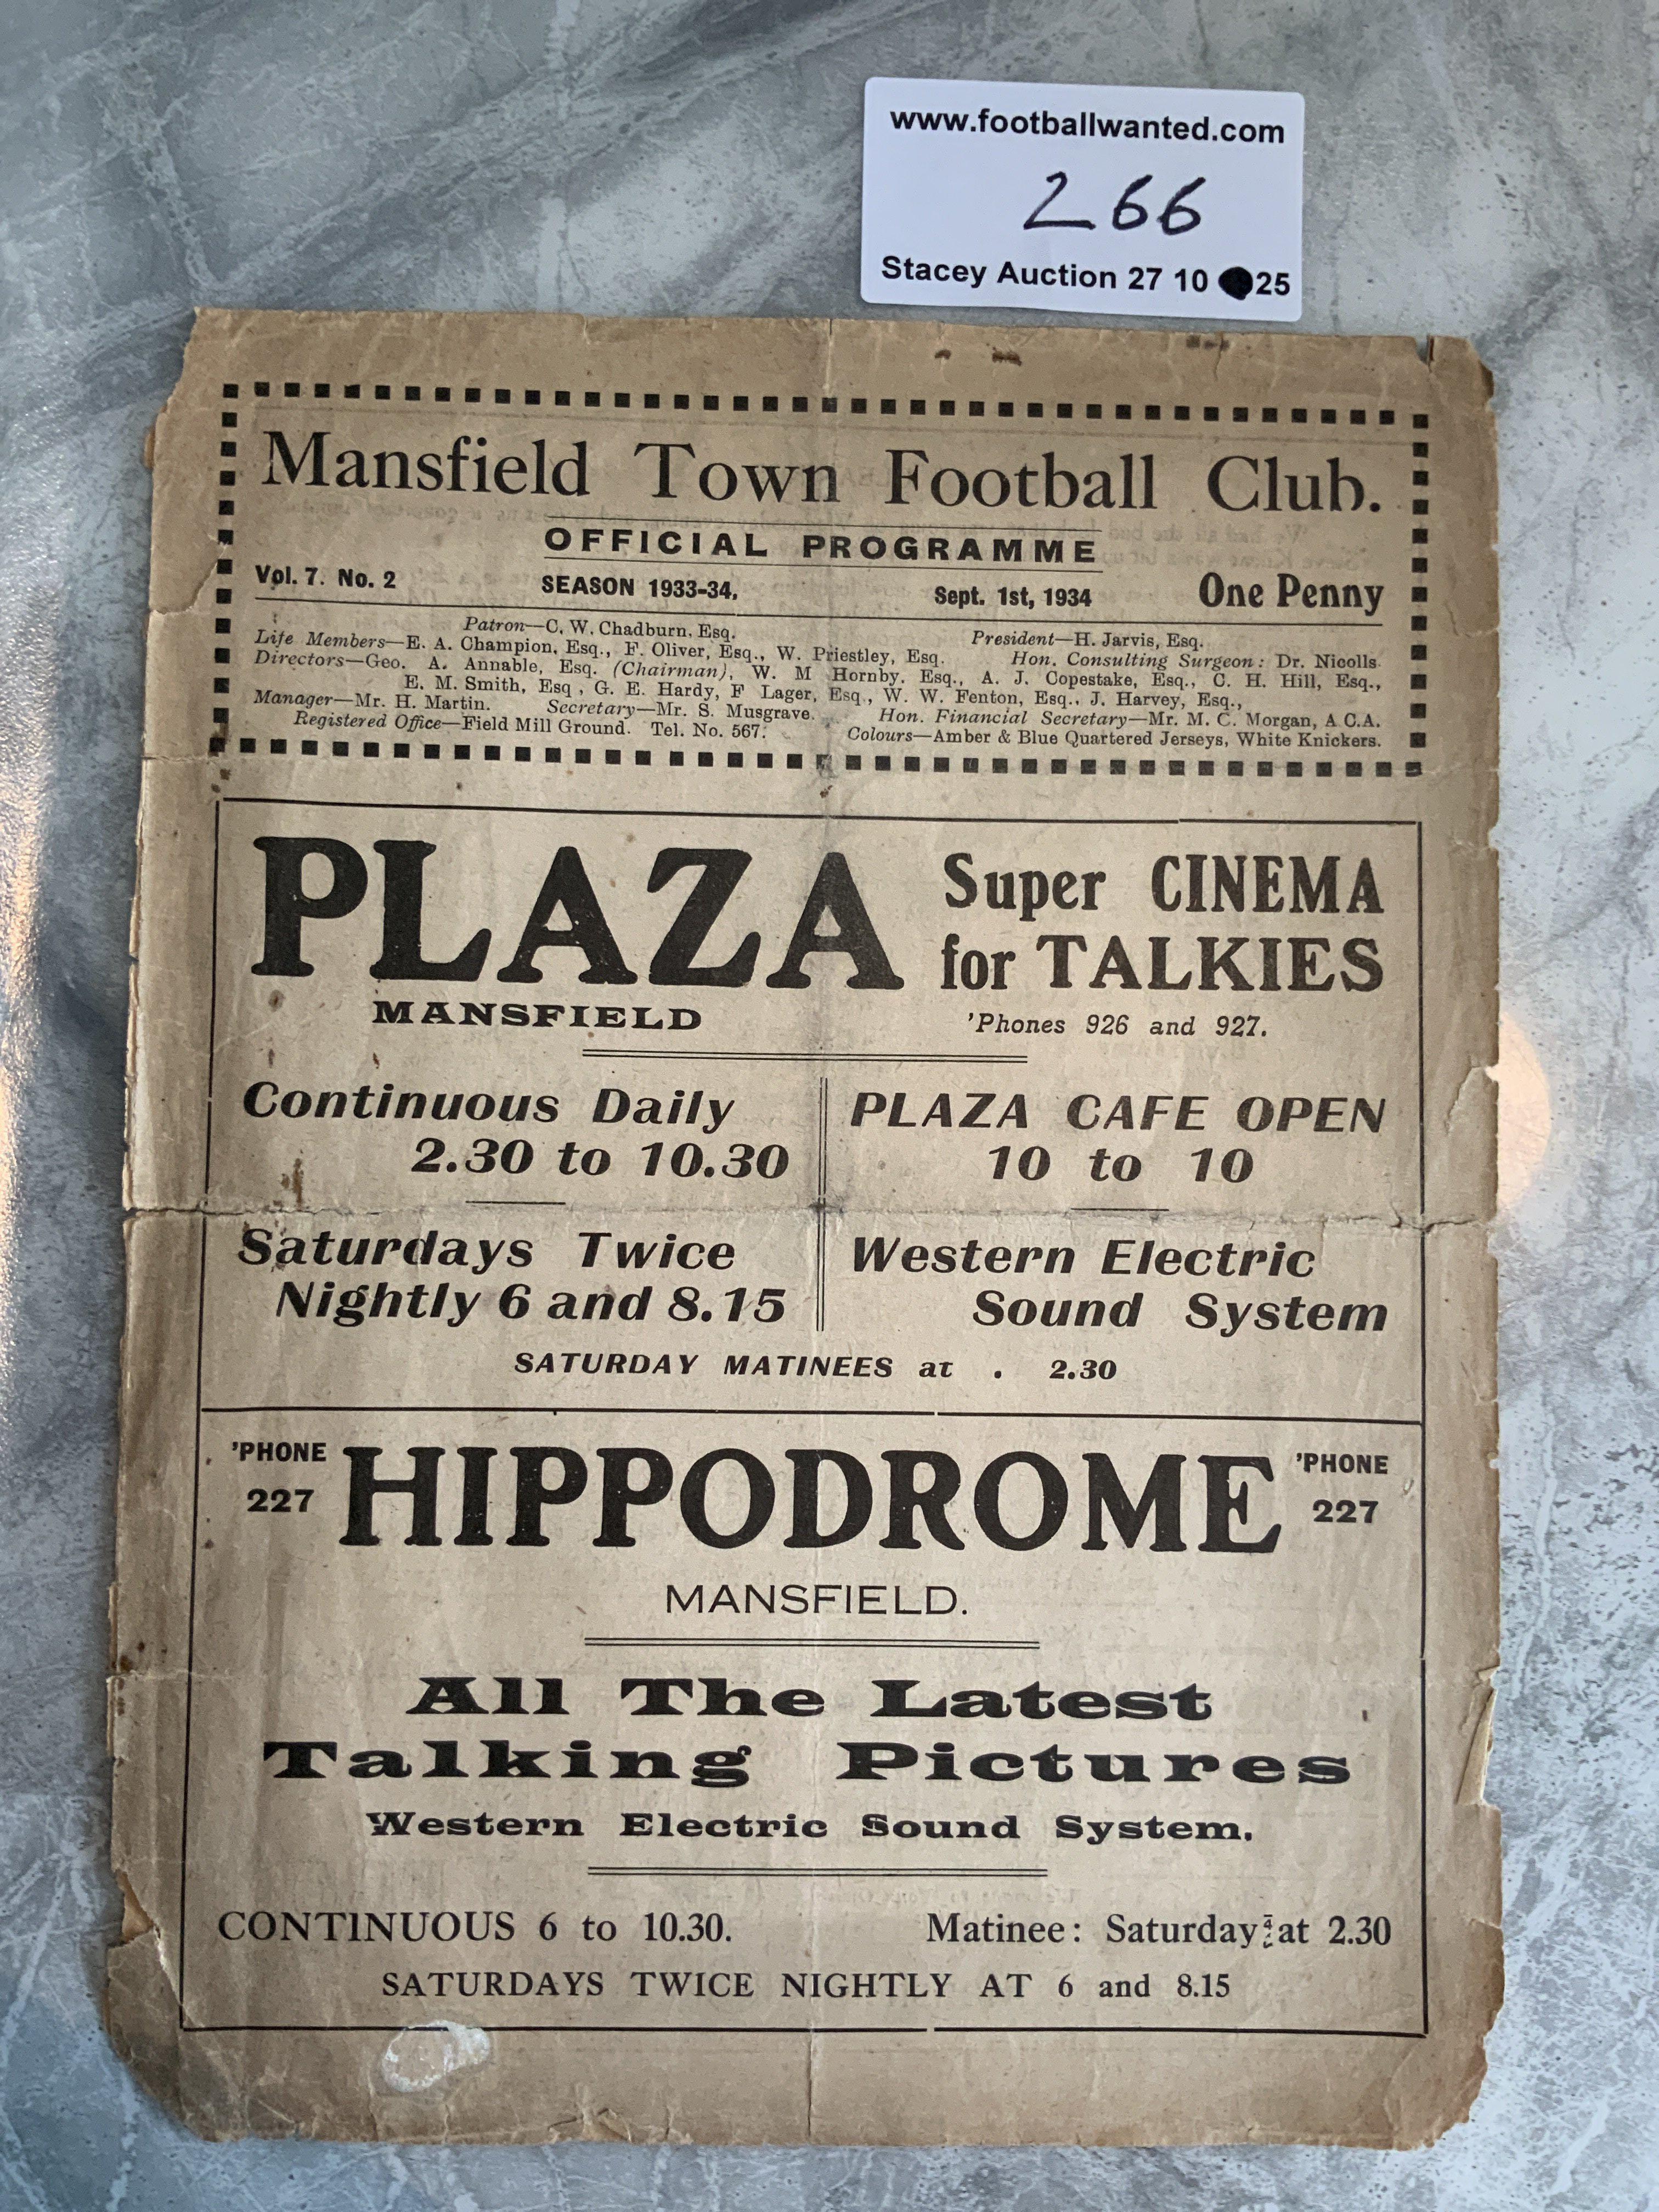 www.footballwanted.com
266
Stacey Auction 27 10 25
Mansfield Town Football Club.
OFFICIAL PROGRAMME
Vol. 7. No. 2 SEASON 1933-34. Sept. 1st, 1934 One Penny
Patron—C. W. Chadburn, Esq. President—H. Jarvis, Esq.
Life Members—E. A. Champion, Esq., F. Oliver, Esq., W. Priestley, Esq. Hon. Consulting Surgeon: Dr. Nicolls.
Directors—Geo. A. Annable, Esq. (Chairman), W. M Hornby, Esq., A. J. Copestake, Esq., C. H. Hill, Esq.,
E. M. Smith, Esq, G. E. Hardy, F Lager, Esq., W. W. Fenton, Esq., J. Harvey, Esq.,
Manager—Mr. H. Martin. Secretary—Mr. S. Musgrave. Hon. Financial Secretary—Mr. M. C. Morgan, A.C.A.
Registered Office—Field Mill Ground. Tel. No. 567. Colours—Amber & Blue Quartered Jerseys, White Knickers.
PLAZA
MANSFIELD
Super CINEMA
for TALKIES
'Phones 926 and 927.
Continuous Daily
2.30 to 10.30
PLAZA CAFE OPEN
10 to 10
Saturdays Twice
Nightly 6 and 8.15
Western Electric
Sound System
SATURDAY MATINEES at . 2.30
'PHONE
227
HIPPODROME
'PHONE
227
MANSFIELD.
All The Latest
Talking Pictures
Western Electric Sound System.
CONTINUOUS 6 to 10.30. Matinee: Saturday at 2.30
SATURDAYS TWICE NIGHTLY AT 6 and 8.15